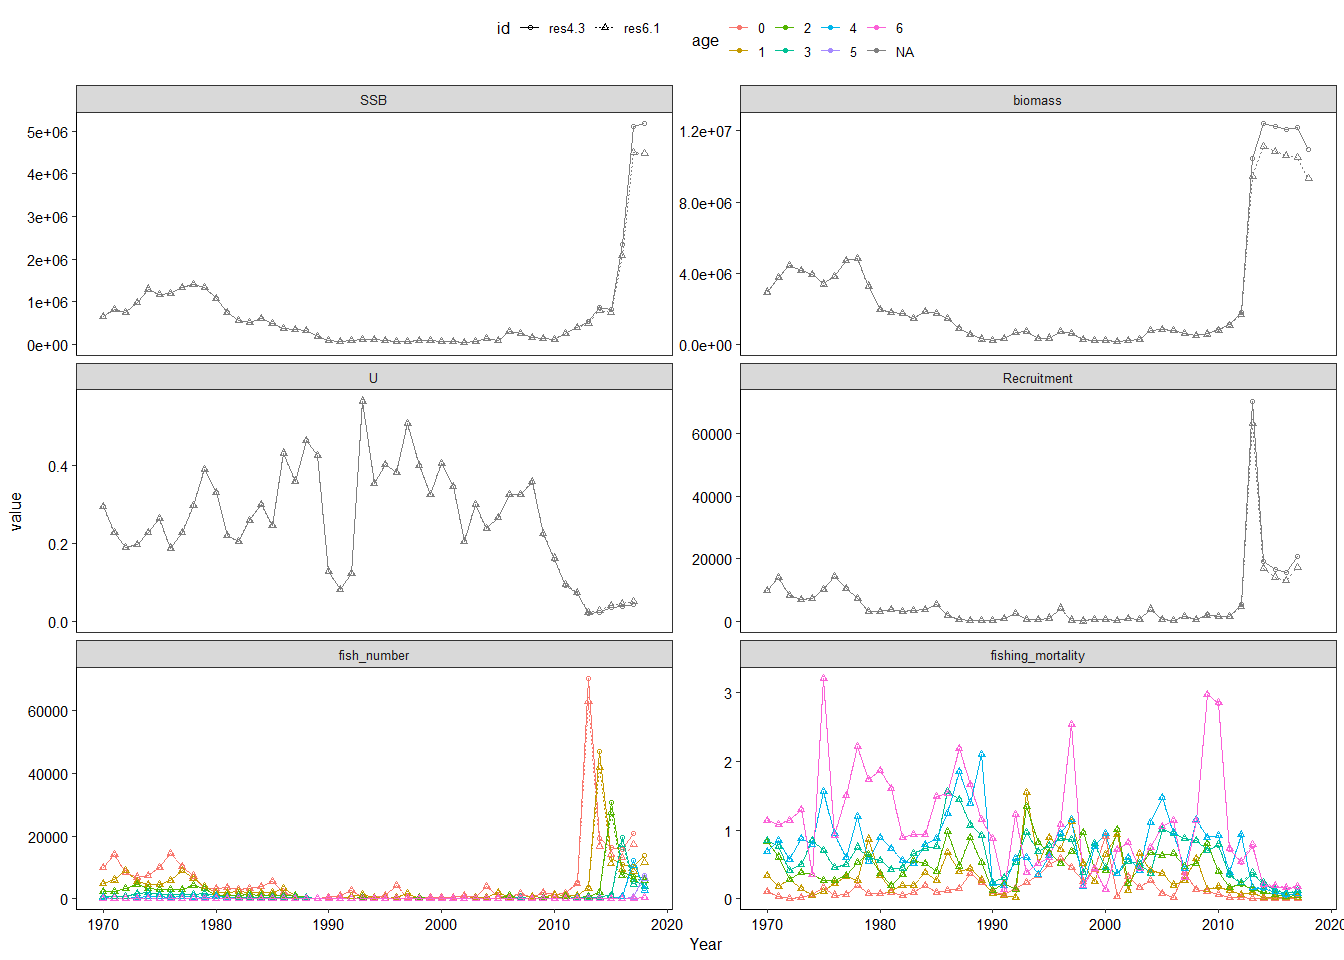 id res4.3 res6.1 age 0 2 4 6
1 3 5 NA
SSB biomass
5e+06
4e+06
3e+06
2e+06
1e+06
0e+00
1.2e+07
8.0e+06
4.0e+06
0.0e+00
U Recruitment
0.4
0.2
0.0
60000
40000
20000
0
value
fish_number fishing_mortality
60000
40000
20000
0
3
2
1
0
1970 1980 1990 2000 2010 2020 1970 1980 1990 2000 2010 2020
Year